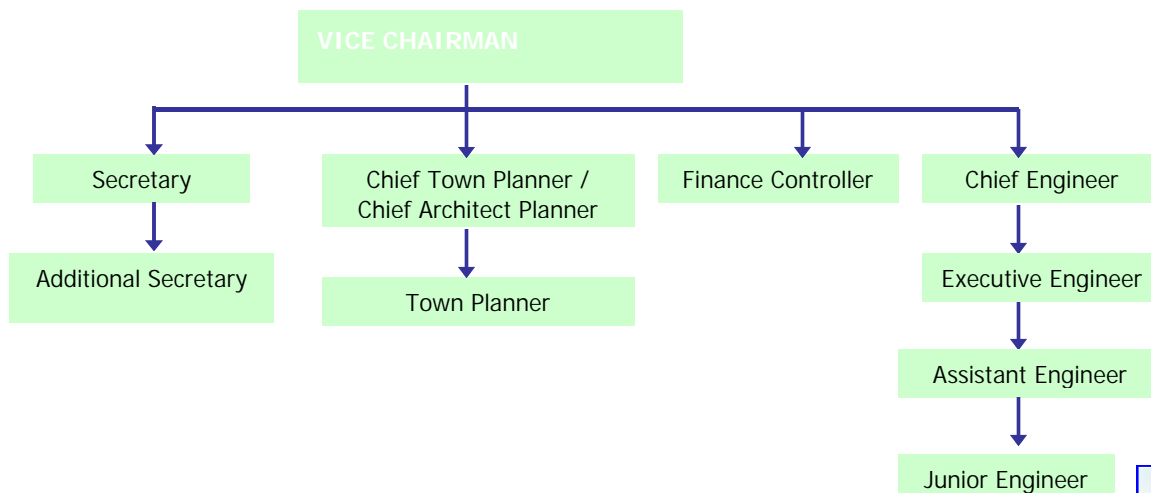 VICE CHAIRMAN
Secretary
Chief Town Planner /
Chief Architect Planner
Finance Controller
Chief Engineer
Additional Secretary
Town Planner
Executive Engineer
Assistant Engineer
Junior Engineer